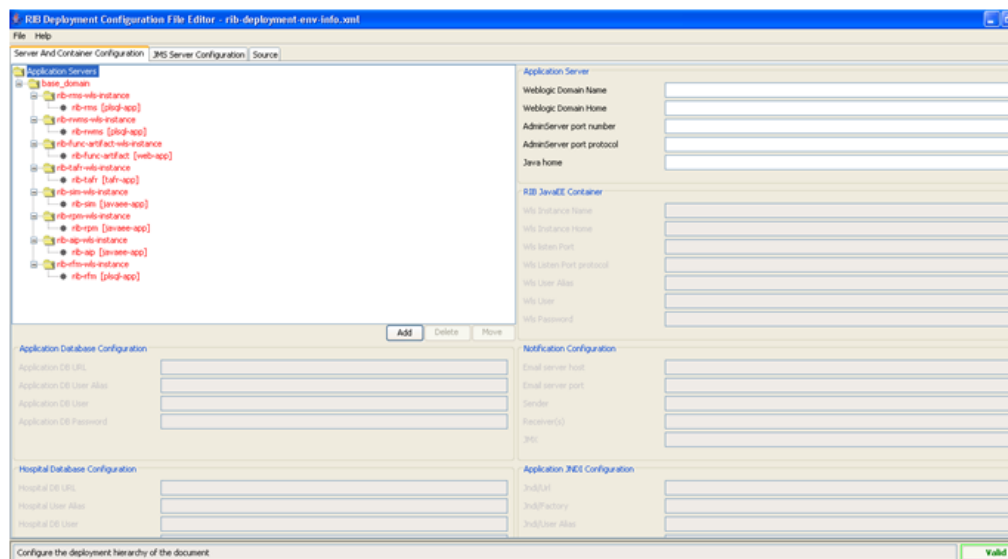 RIB Deployment Configuration File Editor - rib-deployment-env-info.xml
File Help
Server And Container Configuration JMS Server Configuration Source
Application Servers
base_domain
rib-rms-wls-instance
rib-rms [plsql-app]
rib-rwms-wls-instance
rib-rwms [plsql-app]
rib-func-artifact-wls-instance
rib-func-artifact [web-app]
rib-tafr-wls-instance
rib-tafr [tafr-app]
rib-sim-wls-instance
rib-sim [javaee-app]
rib-rpm-wls-instance
rib-rpm [javaee-app]
rib-aip-wls-instance
rib-aip [javaee-app]
rib-rfm-wls-instance
rib-rfm [plsql-app]
Add Delete Move
Application Server
Weblogic Domain Name
Weblogic Domain Home
AdminServer port number
AdminServer port protocol
Java home
RIB JavaEE Container
Wls Instance Name
Wls Instance Home
Wls listen Port
Wls Listen Port protocol
Wls User Alias
Wls User
Wls Password
Application Database Configuration
Application DB URL
Application DB User Alias
Application DB User
Application DB Password
Notification Configuration
Email server host
Email server port
Sender
Receiver(s)
JMX
Hospital Database Configuration
Hospital DB URL
Hospital User Alias
Hospital DB User
Application JNDI Configuration
Jndi/Url
Jndi/Factory
Jndi/User Alias
Configure the deployment hierarchy of the document
Valid